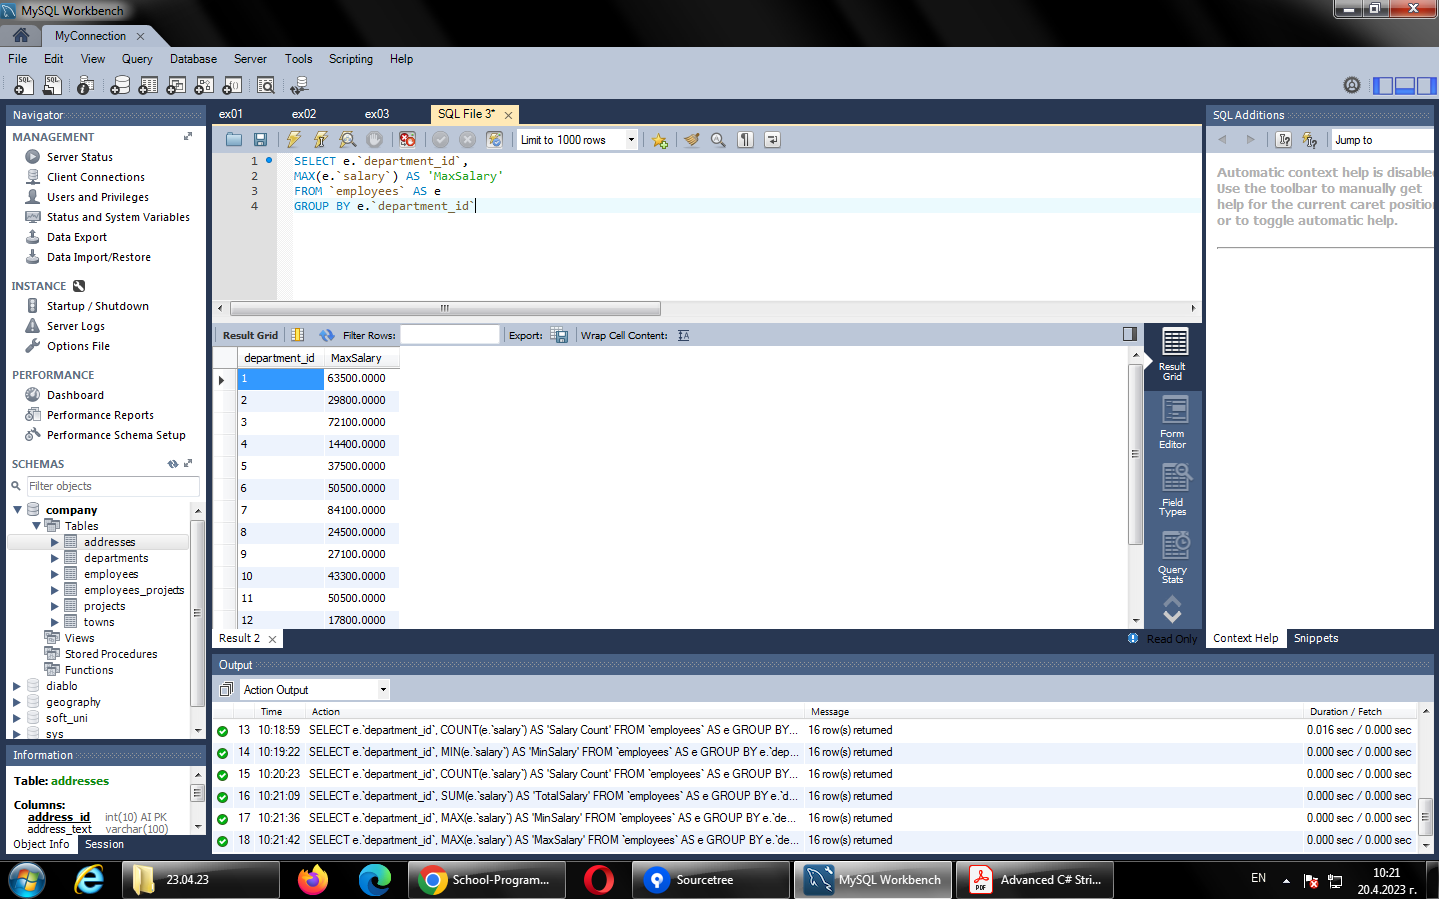 MySQL Workbench
MyConnection
File Edit View Query Database Server Tools Scripting Help
Navigator
MANAGEMENT
Server Status
Client Connections
Users and Privileges
Status and System Variables
Data Export
Data Import/Restore
INSTANCE
Startup / Shutdown
Server Logs
Options File
PERFORMANCE
Dashboard
Performance Reports
Performance Schema Setup
SCHEMAS
Filter objects
company
Tables
addresses
departments
employees
employees_projects
projects
towns
Views
Stored Procedures
Functions
diablo
geography
soft_uni
sys
Information
Table: addresses
Columns:
address_id int(10) AI PK
address_text varchar(100)
Object Info Session
ex01 ex02 ex03 SQL File 3*
Limit to 1000 rows
1 SELECT e.`department_id`,
2 MAX(e.`salary`) AS 'MaxSalary'
3 FROM `employees` AS e
4 GROUP BY e.`department_id`
Result Grid Filter Rows: Export: Wrap Cell Content:
department_id MaxSalary
1 63500.0000
2 29800.0000
3 72100.0000
4 14400.0000
5 37500.0000
6 50500.0000
7 84100.0000
8 24500.0000
9 27100.0000
10 43300.0000
11 50500.0000
12 17800.0000
Result Grid
Form Editor
Field Types
Query Stats
Result 2
Read Only
SQL Additions
Jump to
Automatic context help is disabled
Use the toolbar to manually get
help for the current caret position
or to toggle automatic help.
Context Help Snippets
Output
Action Output
Time Action Message Duration / Fetch
13 10:18:59 SELECT e.`department_id`, COUNT(e.`salary`) AS 'Salary Count' FROM `employees` AS e GROUP BY... 16 row(s) returned 0.016 sec / 0.000 sec
14 10:19:22 SELECT e.`department_id`, MIN(e.`salary`) AS 'MinSalary' FROM `employees` AS e GROUP BY e.`dep... 16 row(s) returned 0.000 sec / 0.000 sec
15 10:20:23 SELECT e.`department_id`, COUNT(e.`salary`) AS 'Salary Count' FROM `employees` AS e GROUP BY... 16 row(s) returned 0.000 sec / 0.000 sec
16 10:21:09 SELECT e.`department_id`, SUM(e.`salary`) AS 'TotalSalary' FROM `employees` AS e GROUP BY e.`d... 16 row(s) returned 0.000 sec / 0.000 sec
17 10:21:36 SELECT e.`department_id`, MAX(e.`salary`) AS 'MinSalary' FROM `employees` AS e GROUP BY e.`de... 16 row(s) returned 0.000 sec / 0.000 sec
18 10:21:42 SELECT e.`department_id`, MAX(e.`salary`) AS 'MaxSalary' FROM `employees` AS e GROUP BY e.`de... 16 row(s) returned 0.000 sec / 0.000 sec
23.04.23 School-Program... Sourcetree MySQL Workbench Advanced C# Stri... EN
10:21
20.4.2023 г.